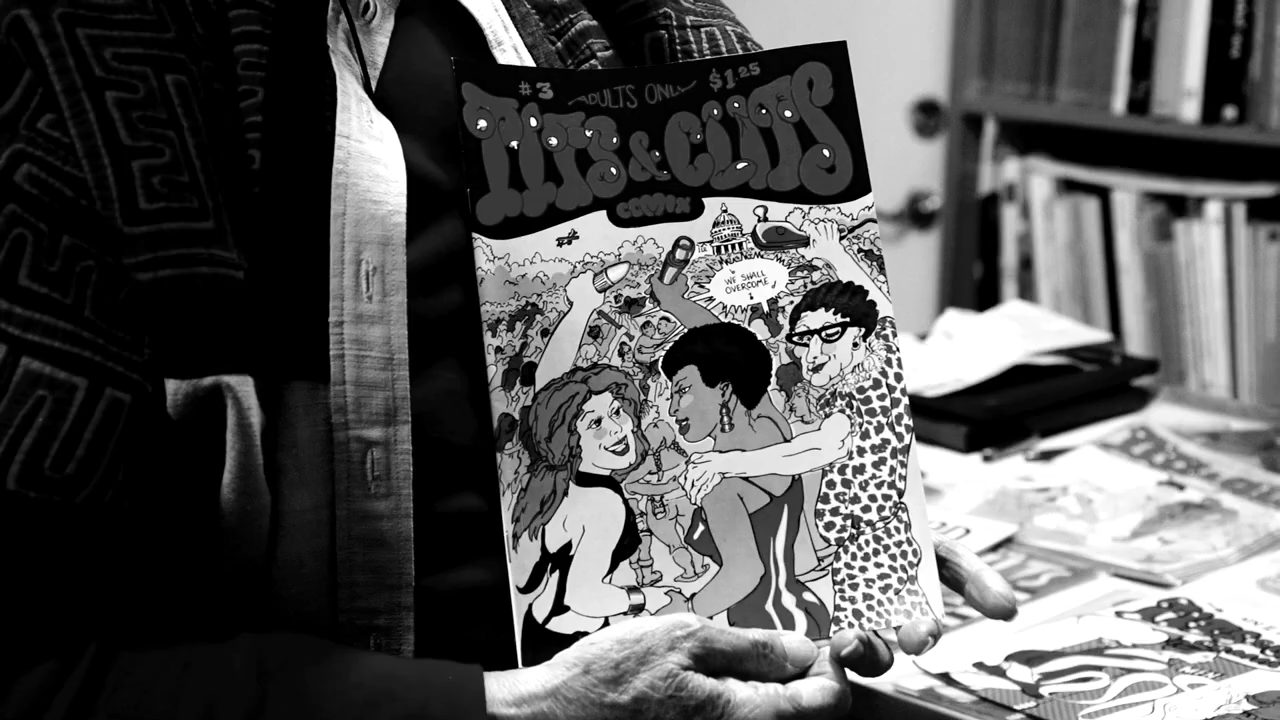 #3 ADULTS ONLY $1.25
TITS & CLITS
COMIX
WE SHALL
OVERCOME!